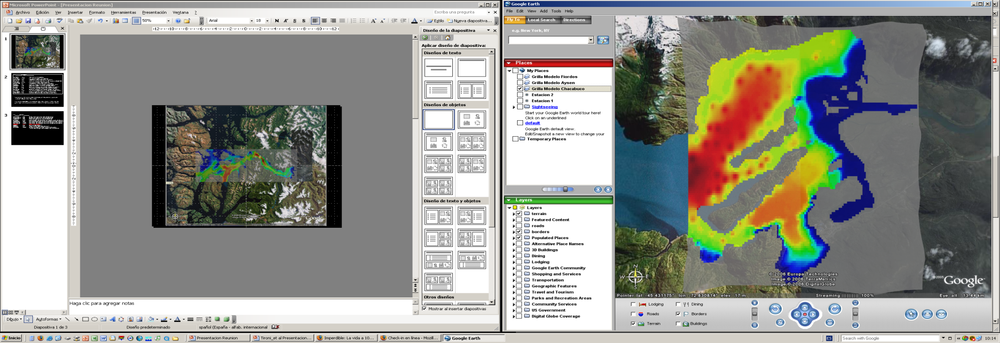 Microsoft PowerPoint - [Presentacion Reunion]
Archivo Edición Ver Insertar Formato Herramientas Presentación Ventana ?
Escriba una pregunta
50% Arial 18 N K S S Estilo Nueva diapositiva...
1
2
3
Diseño de la diapositiva
Aplicar diseño de diapositiva:
Diseños de texto
Diseños de objetos
Diseño de texto y objetos
Otros diseños
Mostrar al insertar diapositivas
Google
Haga clic para agregar notas
Dibujo Autoformas
Diapositiva 1 de 3 Diseño predeterminado spañol (España - alfab. internacional
Google Earth
File Edit View Add Tools Help
Fly To Local Search Directions
e.g. New York, NY
Places
My Places
Grilla Modelo Fiordos
Grilla Modelo Aysen
Grilla Modelo Chacabuco
Estacion 2
Estacion 1
Sightseeing
Start your Google Earth world tour here!
Click on an underlined
default
Google Earth default view.
Edit/Snapshot a new view to change your
Temporary Places
Layers
Layers
terrain
Featured Content
roads
borders
Populated Places
Alternative Place Names
3D Buildings
Dining
Lodging
Google Earth Community
Shopping and Services
Transportation
Geographic Features
Travel and Tourism
Parks and Recreation Areas
Community Services
US Government
Digital Globe Coverage
N
W E
S
© 2006 Europa Technologies
Image © 2006 TerraMetrics
Image © 2006 DigitalGlobe
©2005 Google™
Pointer lat -45.431175° lon -72.830814° elev 17 m Streaming |||||||||| 100% Eye alt 13.44 km
Lodging Dining
Roads Borders
Terrain Buildings
Inicio Presentacion Reunion Tironi_et al Presentacion... Imperdible: La vida a 10... Check-in en línea - Mozill... Google Earth ES Search with Google 10:14